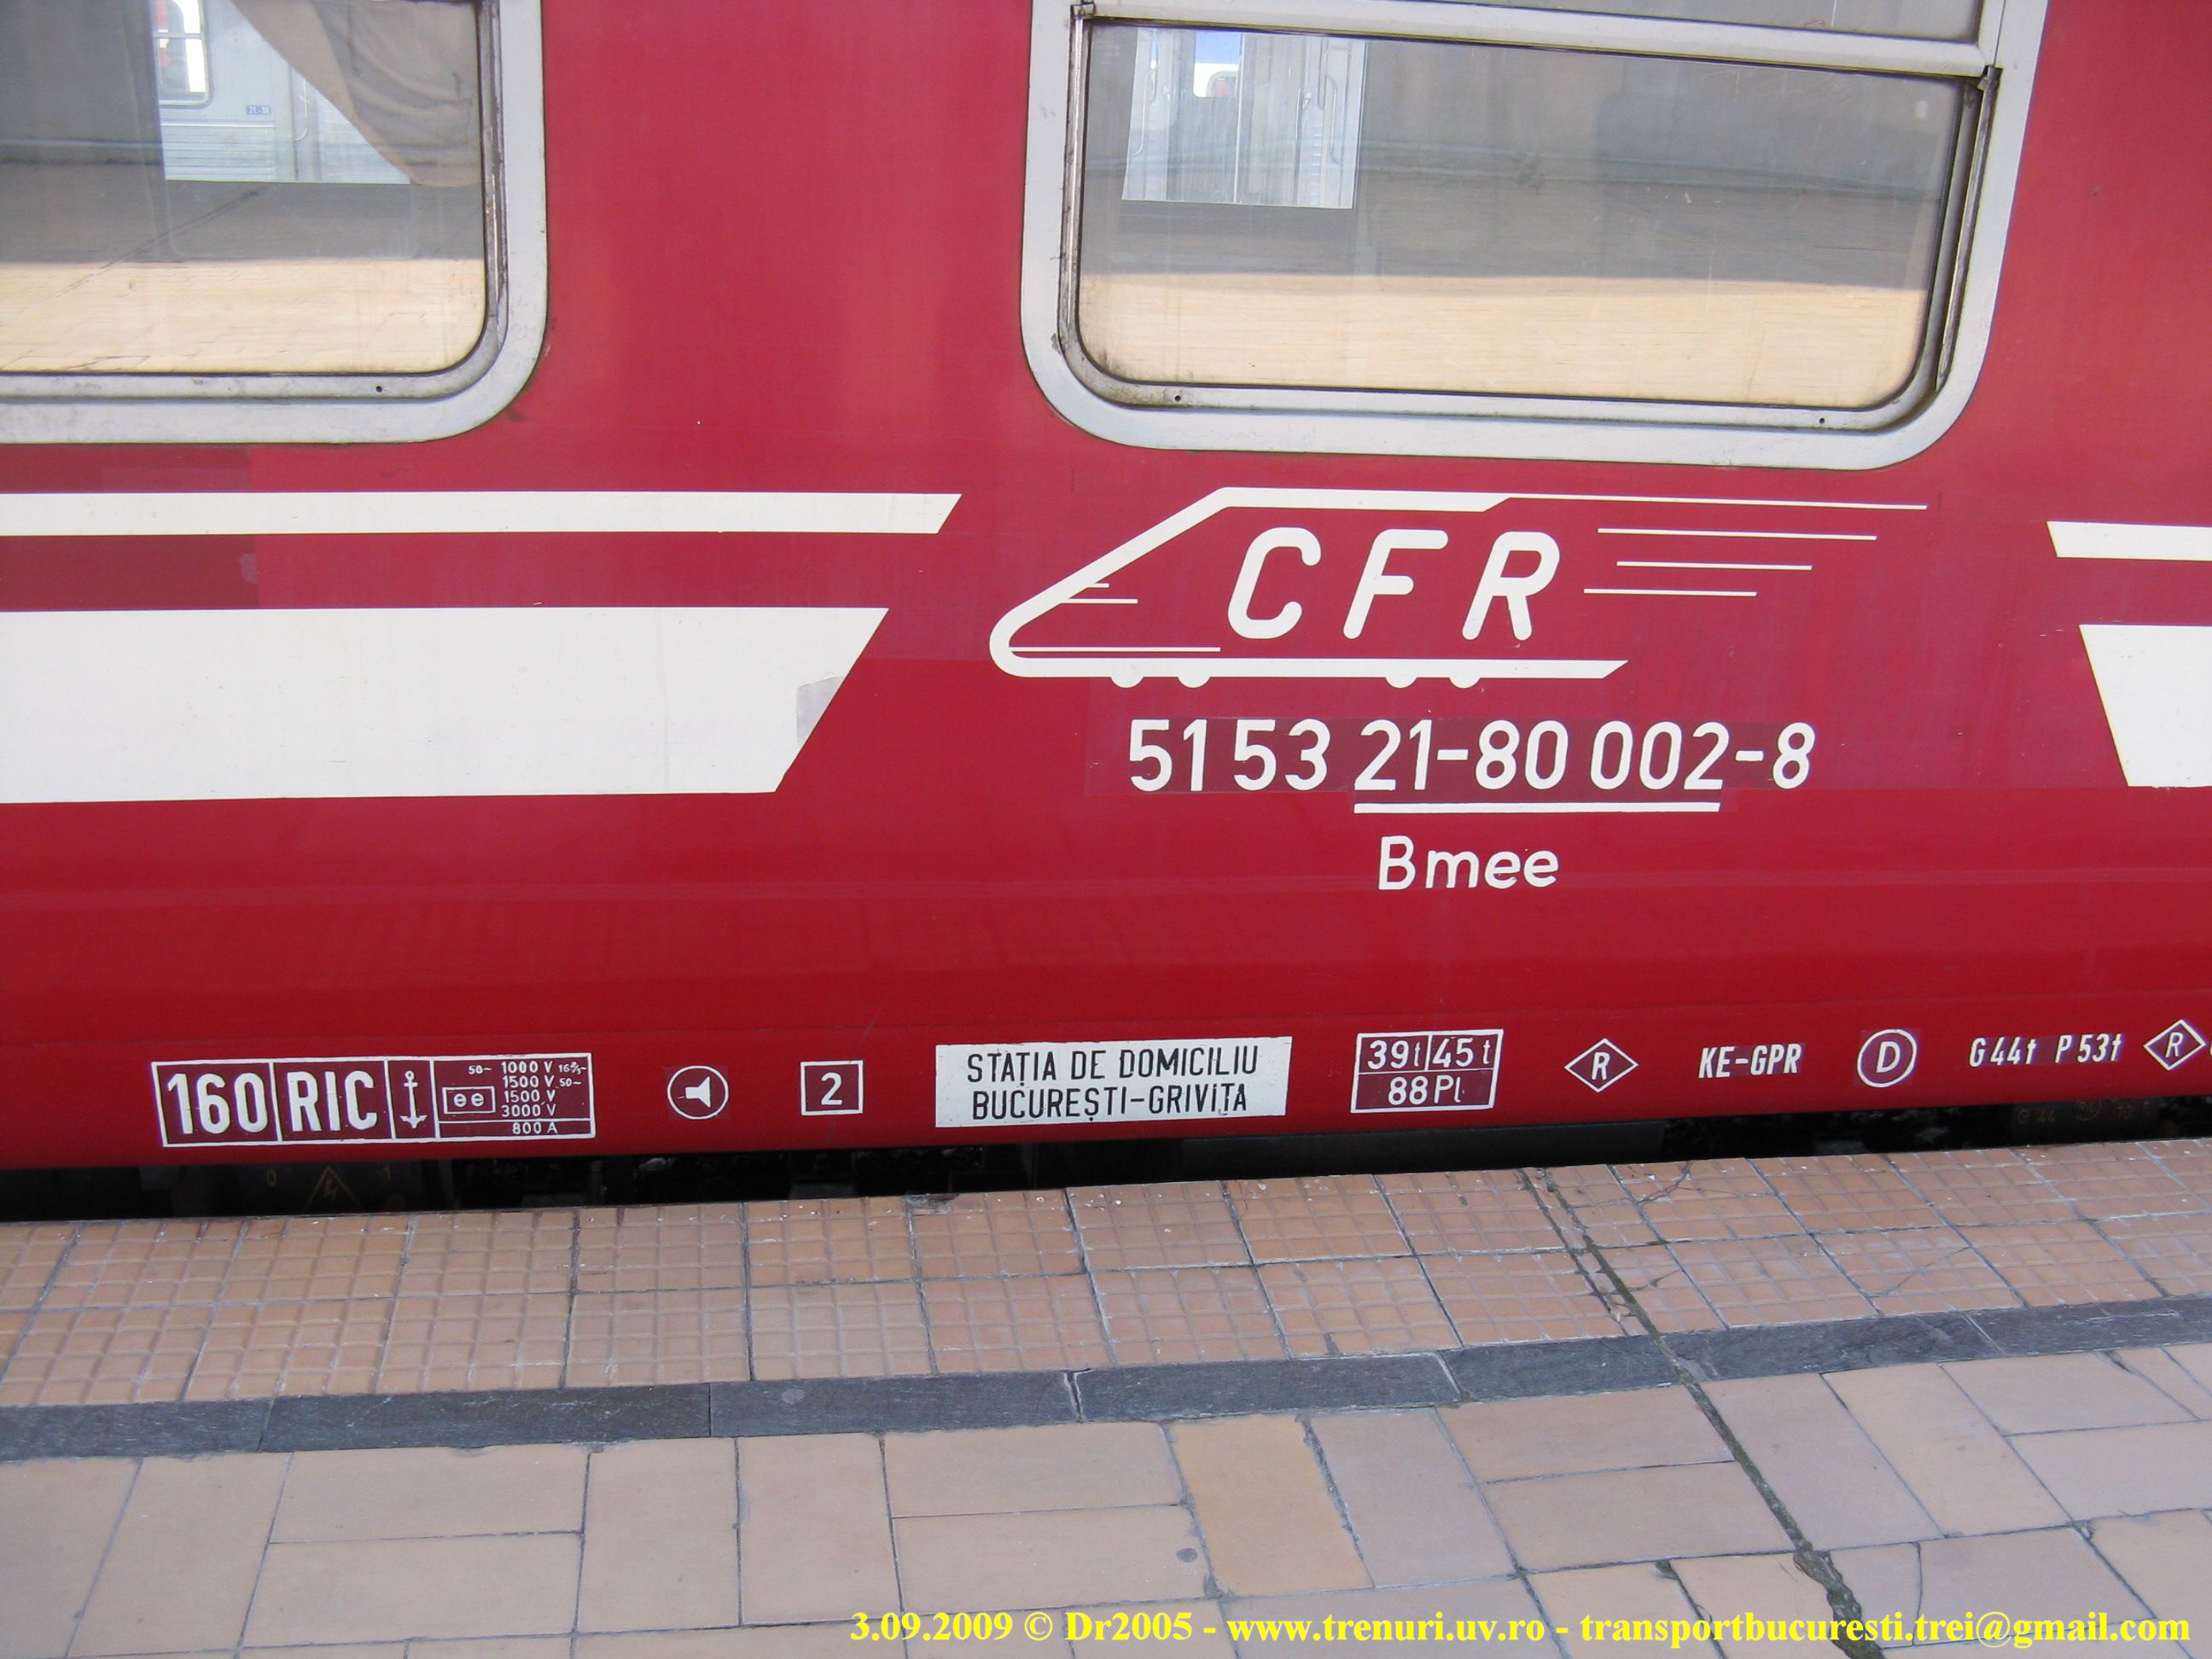 CFR
51 53 21-80 002-8
Bmee
160 RIC
50~ 1000 V 16⅔~
1500 V 50~
ee 1500 V
3000 V
800 A
2
STAȚIA DE DOMICILIU
BUCUREȘTI-GRIVIȚA
39t 45t
88Pl
R
KE-GPR
D
G 44t P 53t
R
3.09.2009 © Dr2005 - www.trenuri.uv.ro - transportbucuresti.trei@gmail.com